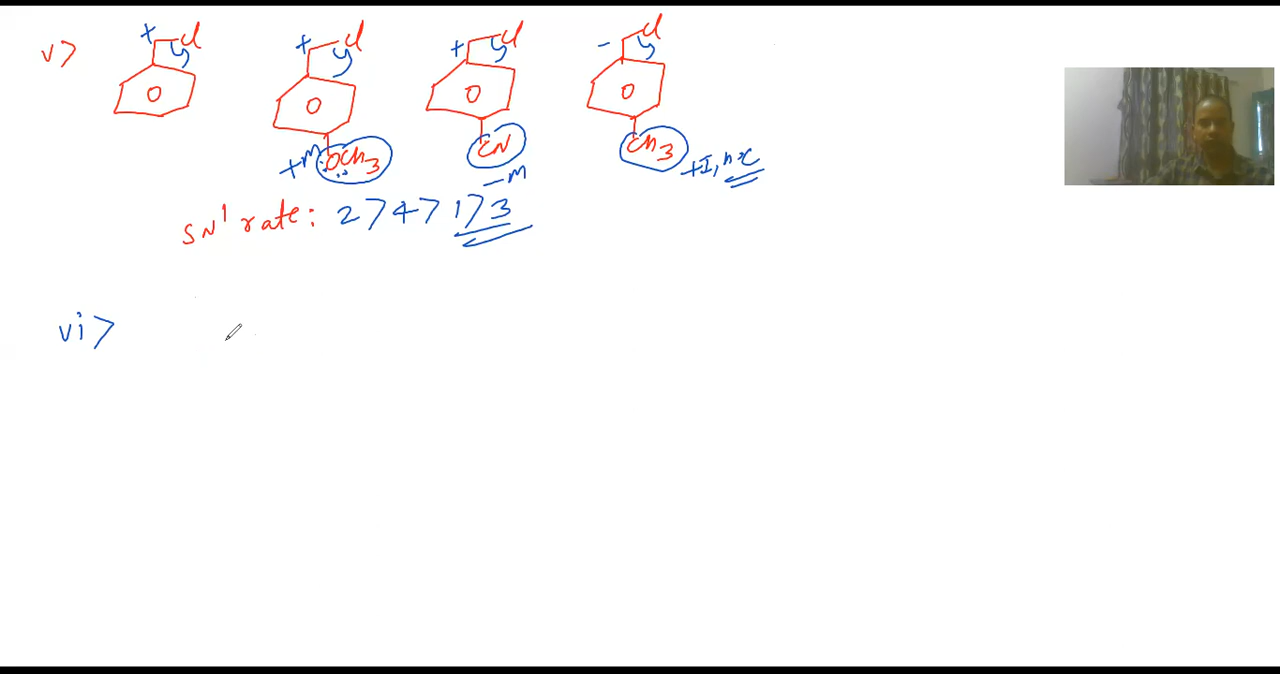 v> + Cl + Cl + Cl - Cl
O O O O
+M :OCH3 CN CH3
-M +I, HC
SN1 rate: 2 > 4 > 1 > 3
vi>